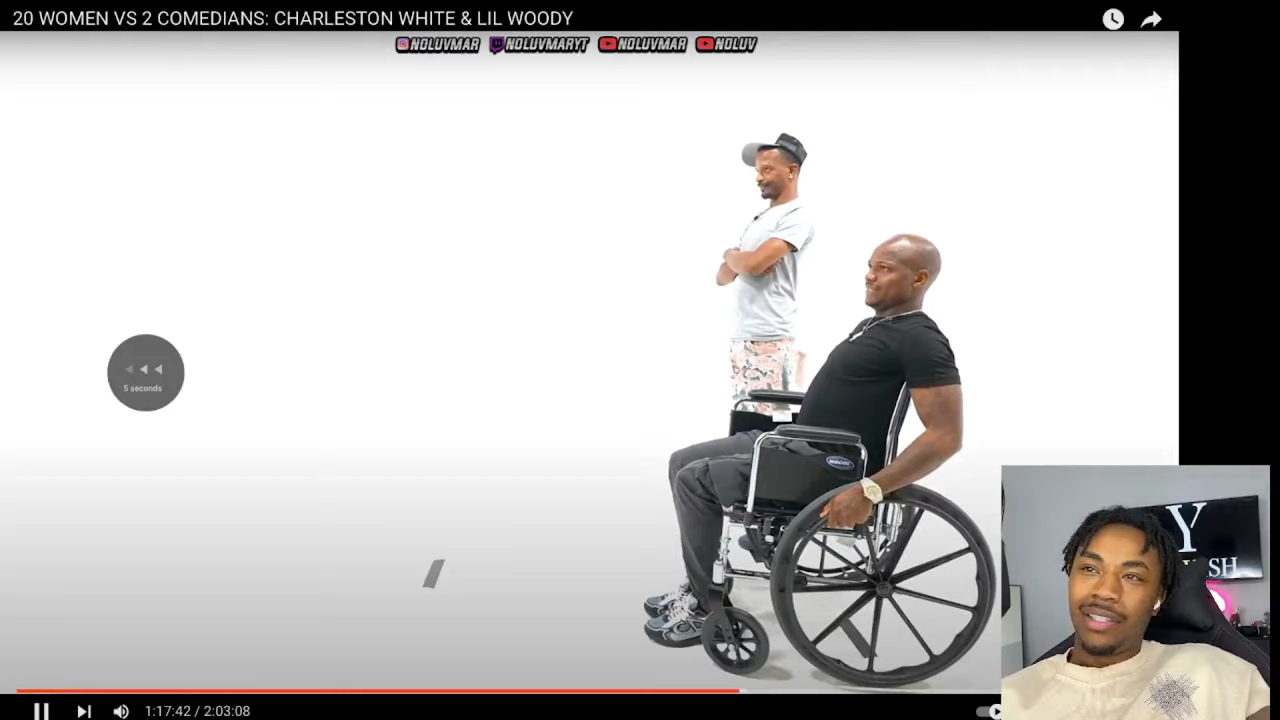 20 WOMEN VS 2 COMEDIANS: CHARLESTON WHITE & LIL WOODY
NOLUVMAR NOLUVMARYT NOLUVMAR NOLUV
5 seconds
Y
SH
1:17:42 / 2:03:08